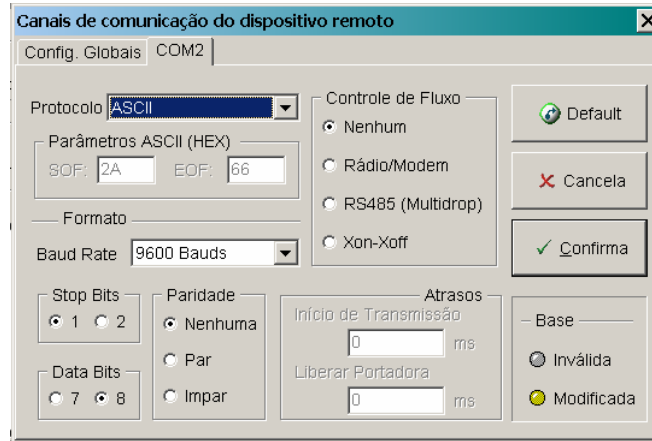 Canais de comunicação do dispositivo remoto
Config. Globais COM2
Protocolo ASCII
Parâmetros ASCII (HEX)
SOF: 2A EOF: 66
Formato
Baud Rate 9600 Bauds
Stop Bits
1 2
Data Bits
7 8
Paridade
Nenhuma
Par
Impar
Controle de Fluxo
Nenhum
Rádio/Modem
RS485 (Multidrop)
Xon-Xoff
Atrasos
Início de Transmissão
0 ms
Liberar Portadora
0 ms
Default
Cancela
Confirma
Base
Inválida
Modificada